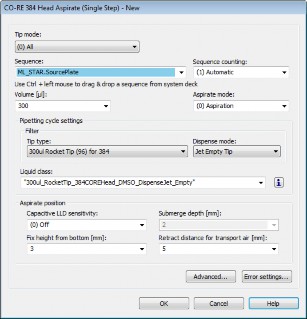 CO-RE 384 Head Aspirate (Single Step) - New
Tip mode:
(0) All
Sequence:
Sequence counting:
ML_STAR.SourcePlate
(1) Automatic
Use Ctrl + left mouse to drag & drop a sequence from system deck
Volume [µl]:
Aspirate mode:
300
(0) Aspiration
Pipetting cycle settings
Filter
Tip type:
Dispense mode:
300ul Rocket Tip (96) for 384
Jet Empty Tip
Liquid class:
"300ul_RocketTip_384COREHead_DMSO_DispenseJet_Empty"
Aspirate position
Capacitive LLD sensitivity:
Submerge depth [mm]:
(0) Off
2
Fix height from bottom [mm]:
Retract distance for transport air [mm]:
3
5
Advanced...
Error settings...
OK
Cancel
Help